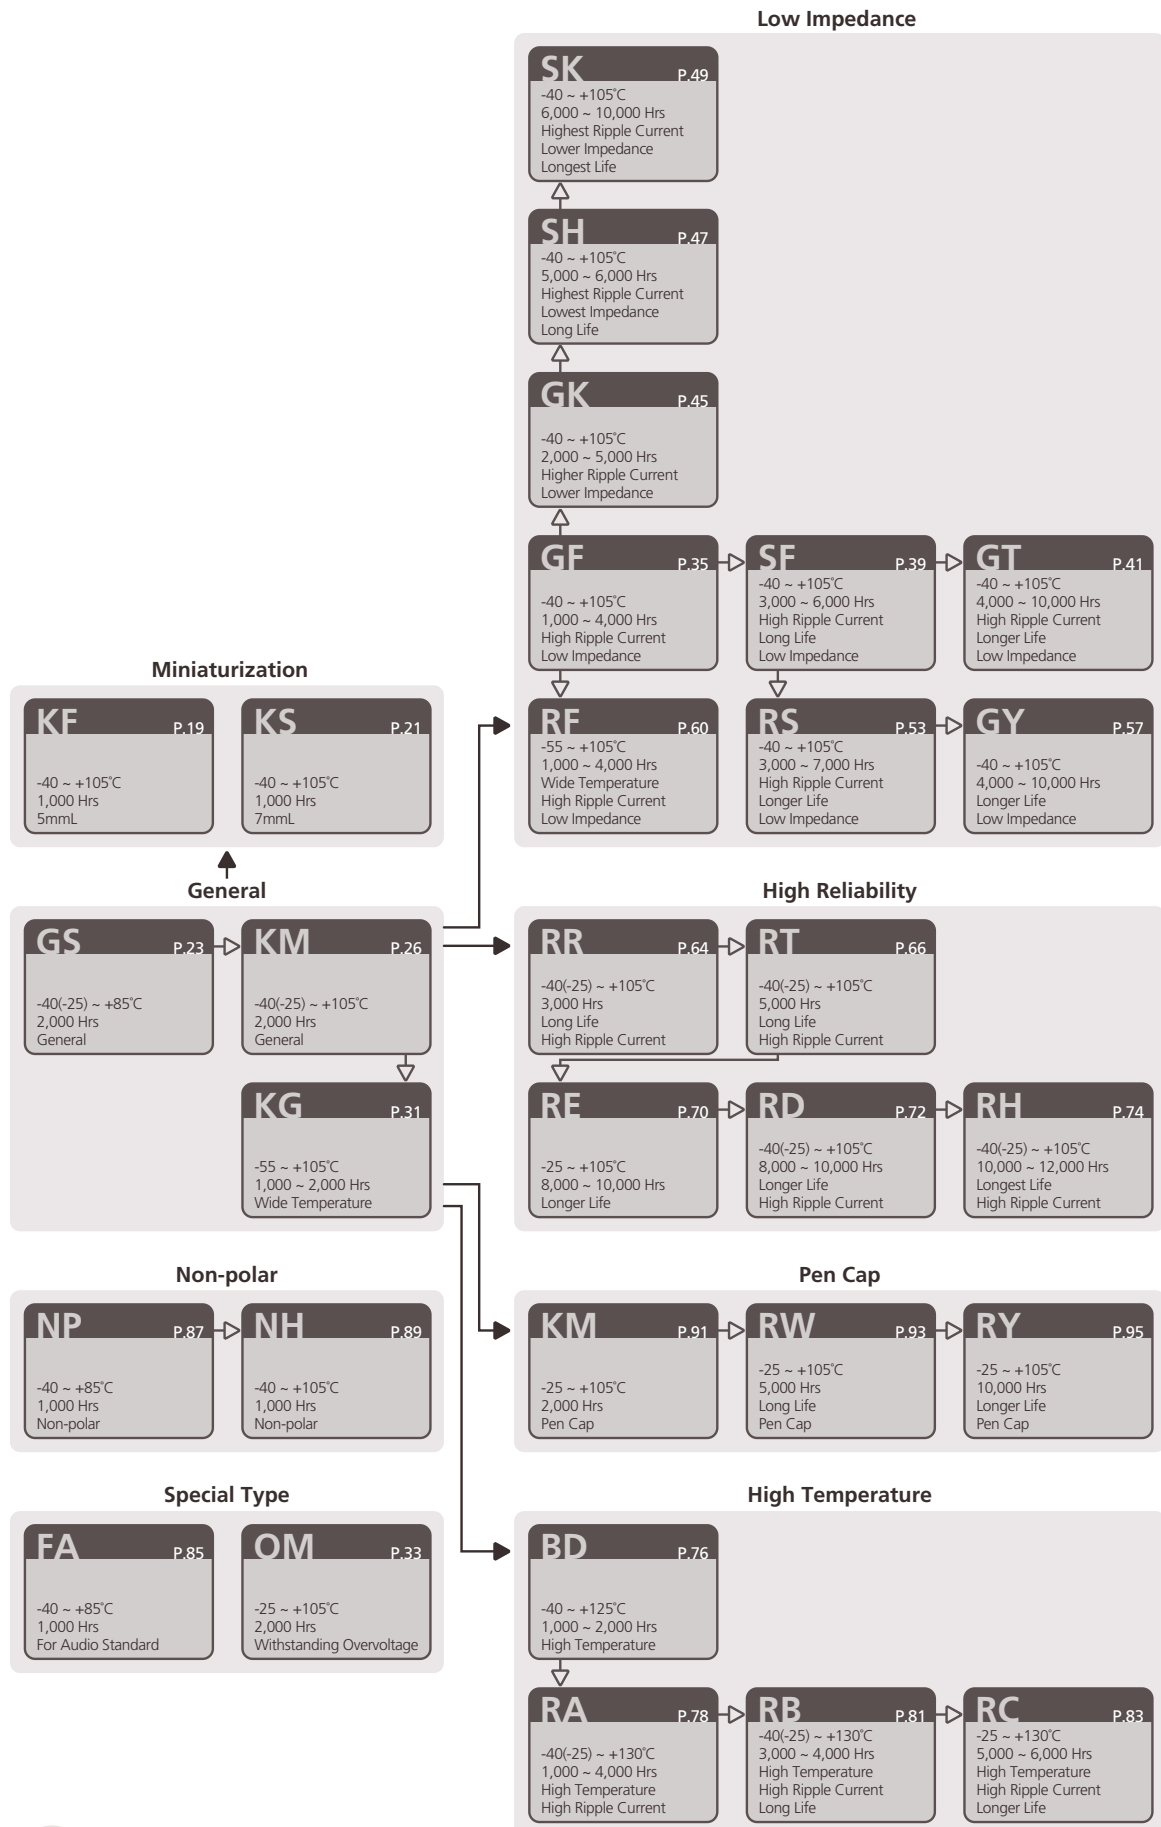 Low Impedance
SK P.49
-40 ~ +105˚C
6,000 ~ 10,000 Hrs
Highest Ripple Current
Lower Impedance
Longest Life
SH P.47
-40 ~ +105˚C
5,000 ~ 6,000 Hrs
Highest Ripple Current
Lowest Impedance
Long Life
GK P.45
-40 ~ +105˚C
2,000 ~ 5,000 Hrs
Higher Ripple Current
Lower Impedance
GF P.35
-40 ~ +105˚C
1,000 ~ 4,000 Hrs
High Ripple Current
Low Impedance
SF P.39
-40 ~ +105˚C
3,000 ~ 6,000 Hrs
High Ripple Current
Long Life
Low Impedance
GT P.41
-40 ~ +105˚C
4,000 ~ 10,000 Hrs
High Ripple Current
Longer Life
Low Impedance
RF P.60
-55 ~ +105˚C
1,000 ~ 4,000 Hrs
Wide Temperature
High Ripple Current
Low Impedance
RS P.53
-40 ~ +105˚C
3,000 ~ 7,000 Hrs
High Ripple Current
Longer Life
Low Impedance
GY P.57
-40 ~ +105˚C
4,000 ~ 10,000 Hrs
Longer Life
Low Impedance
Miniaturization
KF P.19
-40 ~ +105˚C
1,000 Hrs
5mmL
KS P.21
-40 ~ +105˚C
1,000 Hrs
7mmL
General
GS P.23
-40(-25) ~ +85˚C
2,000 Hrs
General
KM P.26
-40(-25) ~ +105˚C
2,000 Hrs
General
KG P.31
-55 ~ +105˚C
1,000 ~ 2,000 Hrs
Wide Temperature
High Reliability
RR P.64
-40(-25) ~ +105˚C
3,000 Hrs
Long Life
High Ripple Current
RT P.66
-40(-25) ~ +105˚C
5,000 Hrs
Long Life
High Ripple Current
RE P.70
-25 ~ +105˚C
8,000 ~ 10,000 Hrs
Longer Life
RD P.72
-40(-25) ~ +105˚C
8,000 ~ 10,000 Hrs
Longer Life
High Ripple Current
RH P.74
-40(-25) ~ +105˚C
10,000 ~ 12,000 Hrs
Longest Life
High Ripple Current
Non-polar
NP P.87
-40 ~ +85˚C
1,000 Hrs
Non-polar
NH P.89
-40 ~ +105˚C
1,000 Hrs
Non-polar
Pen Cap
KM P.91
-25 ~ +105˚C
2,000 Hrs
Pen Cap
RW P.93
-25 ~ +105˚C
5,000 Hrs
Long Life
Pen Cap
RY P.95
-25 ~ +105˚C
10,000 Hrs
Longer Life
Pen Cap
Special Type
FA P.85
-40 ~ +85˚C
1,000 Hrs
For Audio Standard
OM P.33
-25 ~ +105˚C
2,000 Hrs
Withstanding Overvoltage
High Temperature
BD P.76
-40 ~ +125˚C
1,000 ~ 2,000 Hrs
High Temperature
RA P.78
-40(-25) ~ +130˚C
1,000 ~ 4,000 Hrs
High Temperature
High Ripple Current
RB P.81
-40(-25) ~ +130˚C
3,000 ~ 4,000 Hrs
High Temperature
High Ripple Current
Long Life
RC P.83
-25 ~ +130˚C
5,000 ~ 6,000 Hrs
High Temperature
High Ripple Current
Longer Life